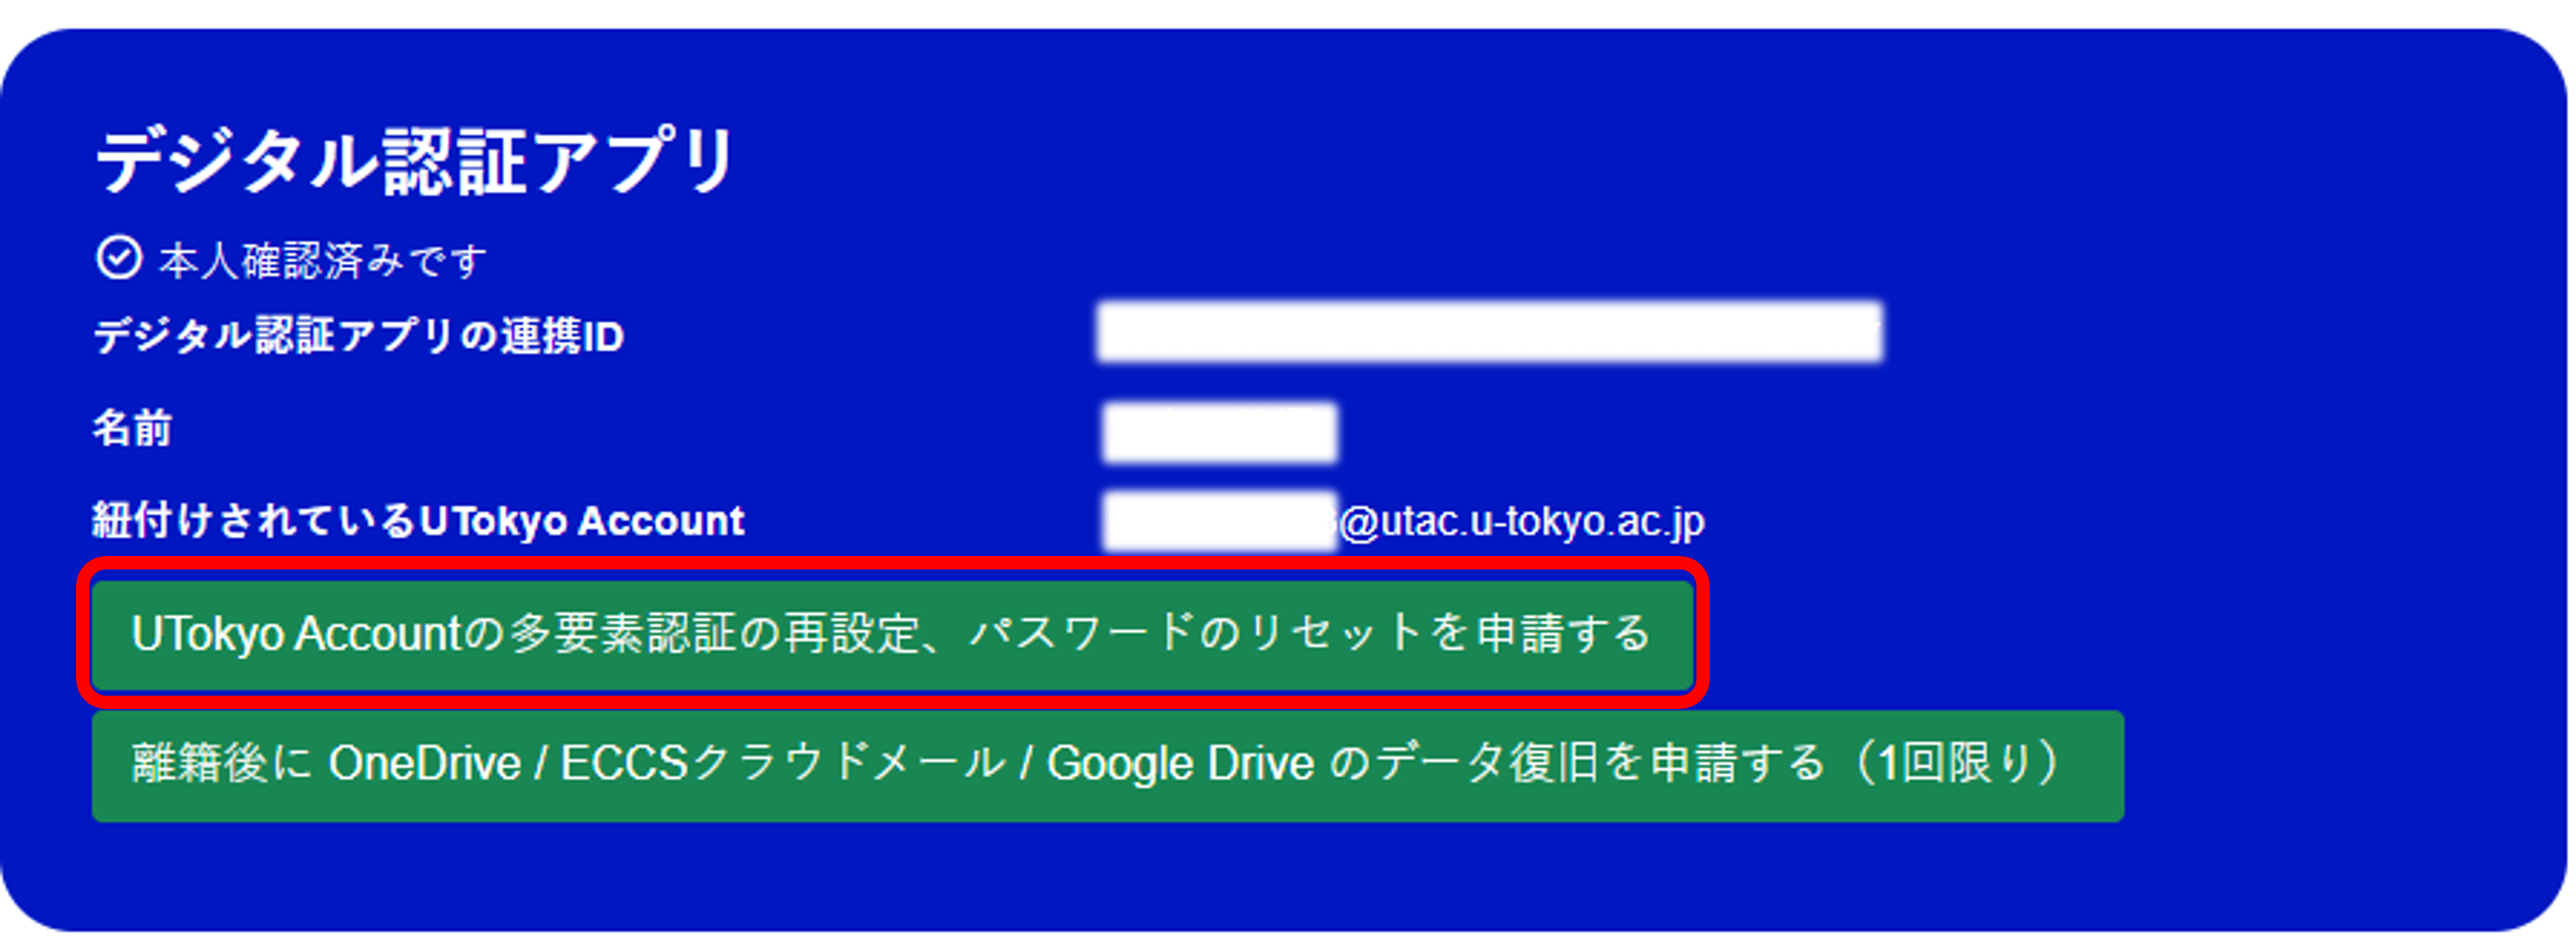 デジタル認証アプリ
本人確認済みです
デジタル認証アプリの連携ID
名前
紐付けされているUTokyo Account @utac.u-tokyo.ac.jp
UTokyo Accountの多要素認証の再設定、パスワードのリセットを申請する
離籍後に OneDrive / ECCSクラウドメール / Google Drive のデータ復旧を申請する（1回限り）